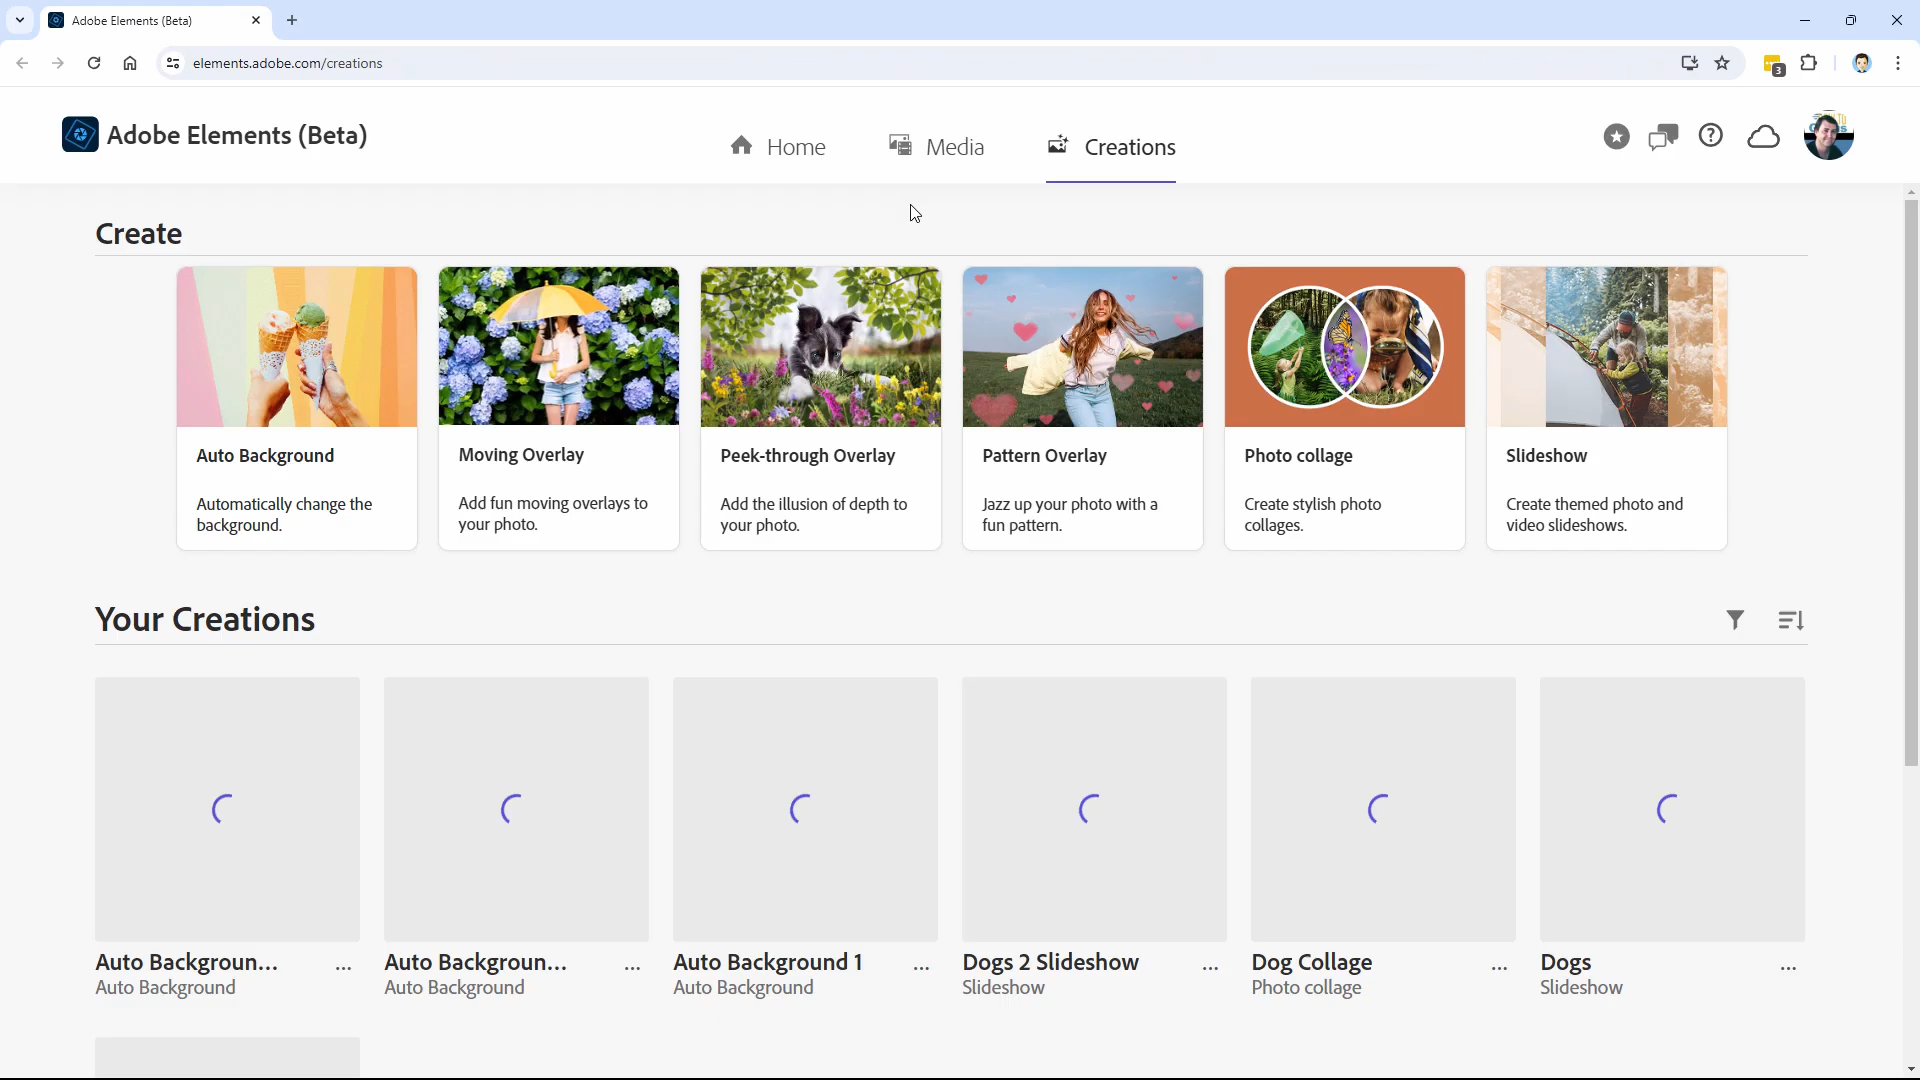 Adobe Elements (Beta)
elements.adobe.com/creations
3
Adobe Elements (Beta)
Home
Media
Creations
Create
Auto Background
Automatically change the
background.
Moving Overlay
Add fun moving overlays to
your photo.
Peek-through Overlay
Add the illusion of depth to
your photo.
Pattern Overlay
Jazz up your photo with a
fun pattern.
Photo collage
Create stylish photo
collages.
Slideshow
Create themed photo and
video slideshows.
Your Creations
Auto Backgroun...
Auto Background
Auto Backgroun...
Auto Background
Auto Background 1
Auto Background
Dogs 2 Slideshow
Slideshow
Dog Collage
Photo collage
Dogs
Slideshow